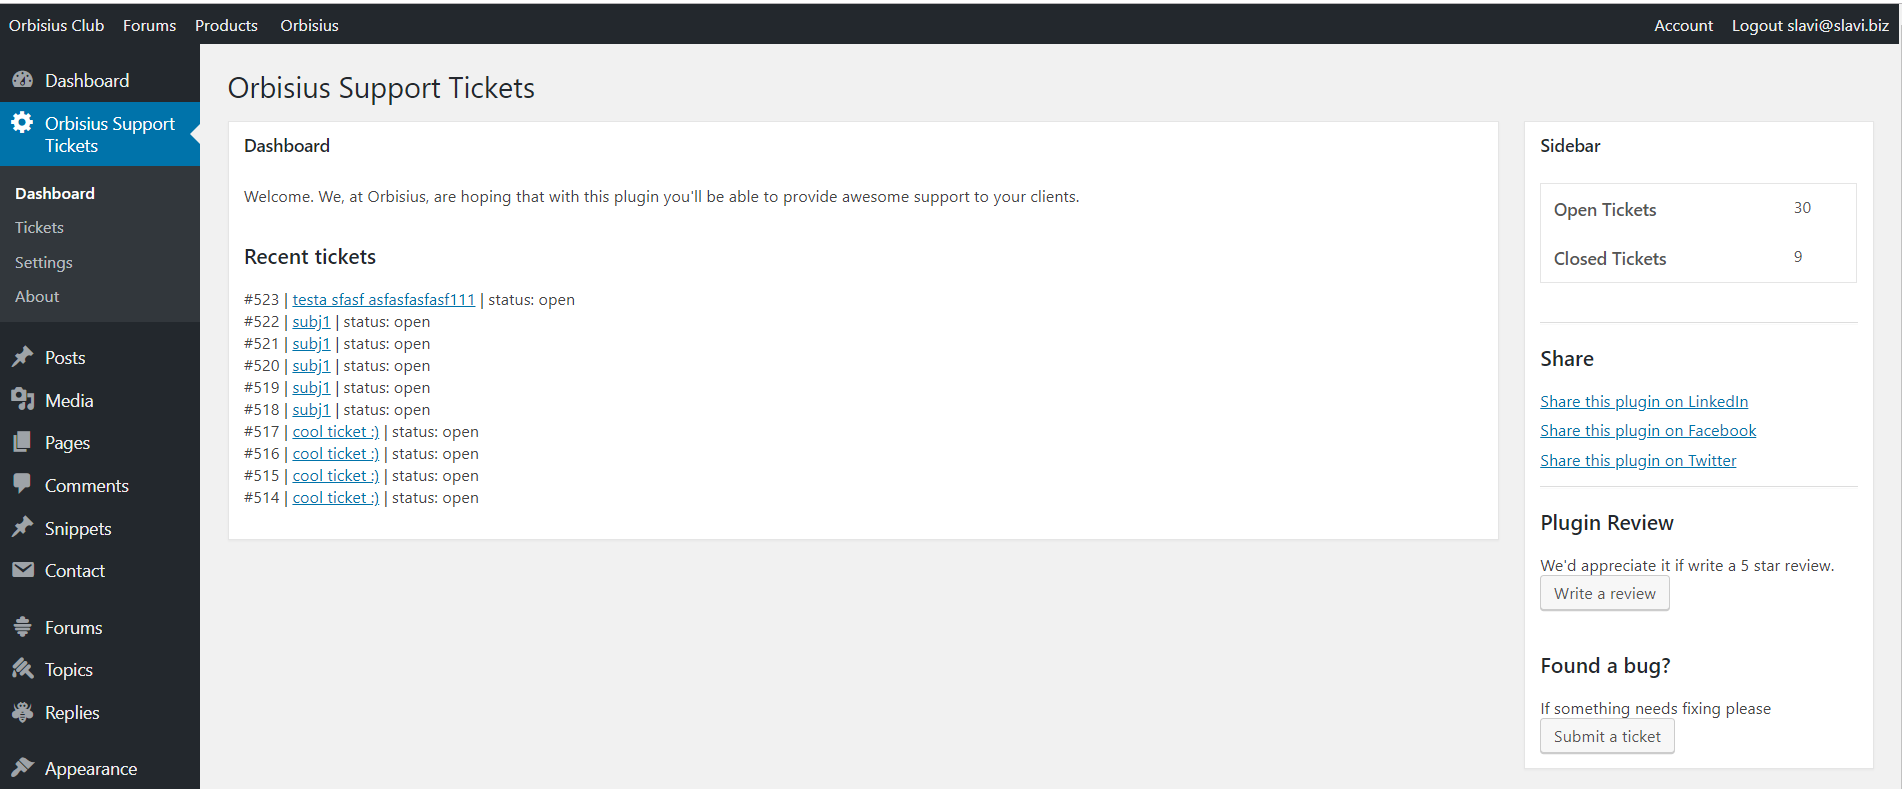 Orbisius Club Forums Products Orbisius Account Logout slavi@slavi.biz
Dashboard
Orbisius Support
Tickets
Dashboard
Tickets
Settings
About
Posts
Media
Pages
Comments
Snippets
Contact
Forums
Topics
Replies
Appearance
Orbisius Support Tickets
Dashboard
Welcome. We, at Orbisius, are hoping that with this plugin you'll be able to provide awesome support to your clients.
Recent tickets
#523 | testa sfasf asfasfasfasf111 | status: open
#522 | subj1 | status: open
#521 | subj1 | status: open
#520 | subj1 | status: open
#519 | subj1 | status: open
#518 | subj1 | status: open
#517 | cool ticket :) | status: open
#516 | cool ticket :) | status: open
#515 | cool ticket :) | status: open
#514 | cool ticket :) | status: open
Sidebar
Open Tickets 30
Closed Tickets 9
Share
Share this plugin on LinkedIn
Share this plugin on Facebook
Share this plugin on Twitter
Plugin Review
We'd appreciate it if write a 5 star review.
Write a review
Found a bug?
If something needs fixing please
Submit a ticket